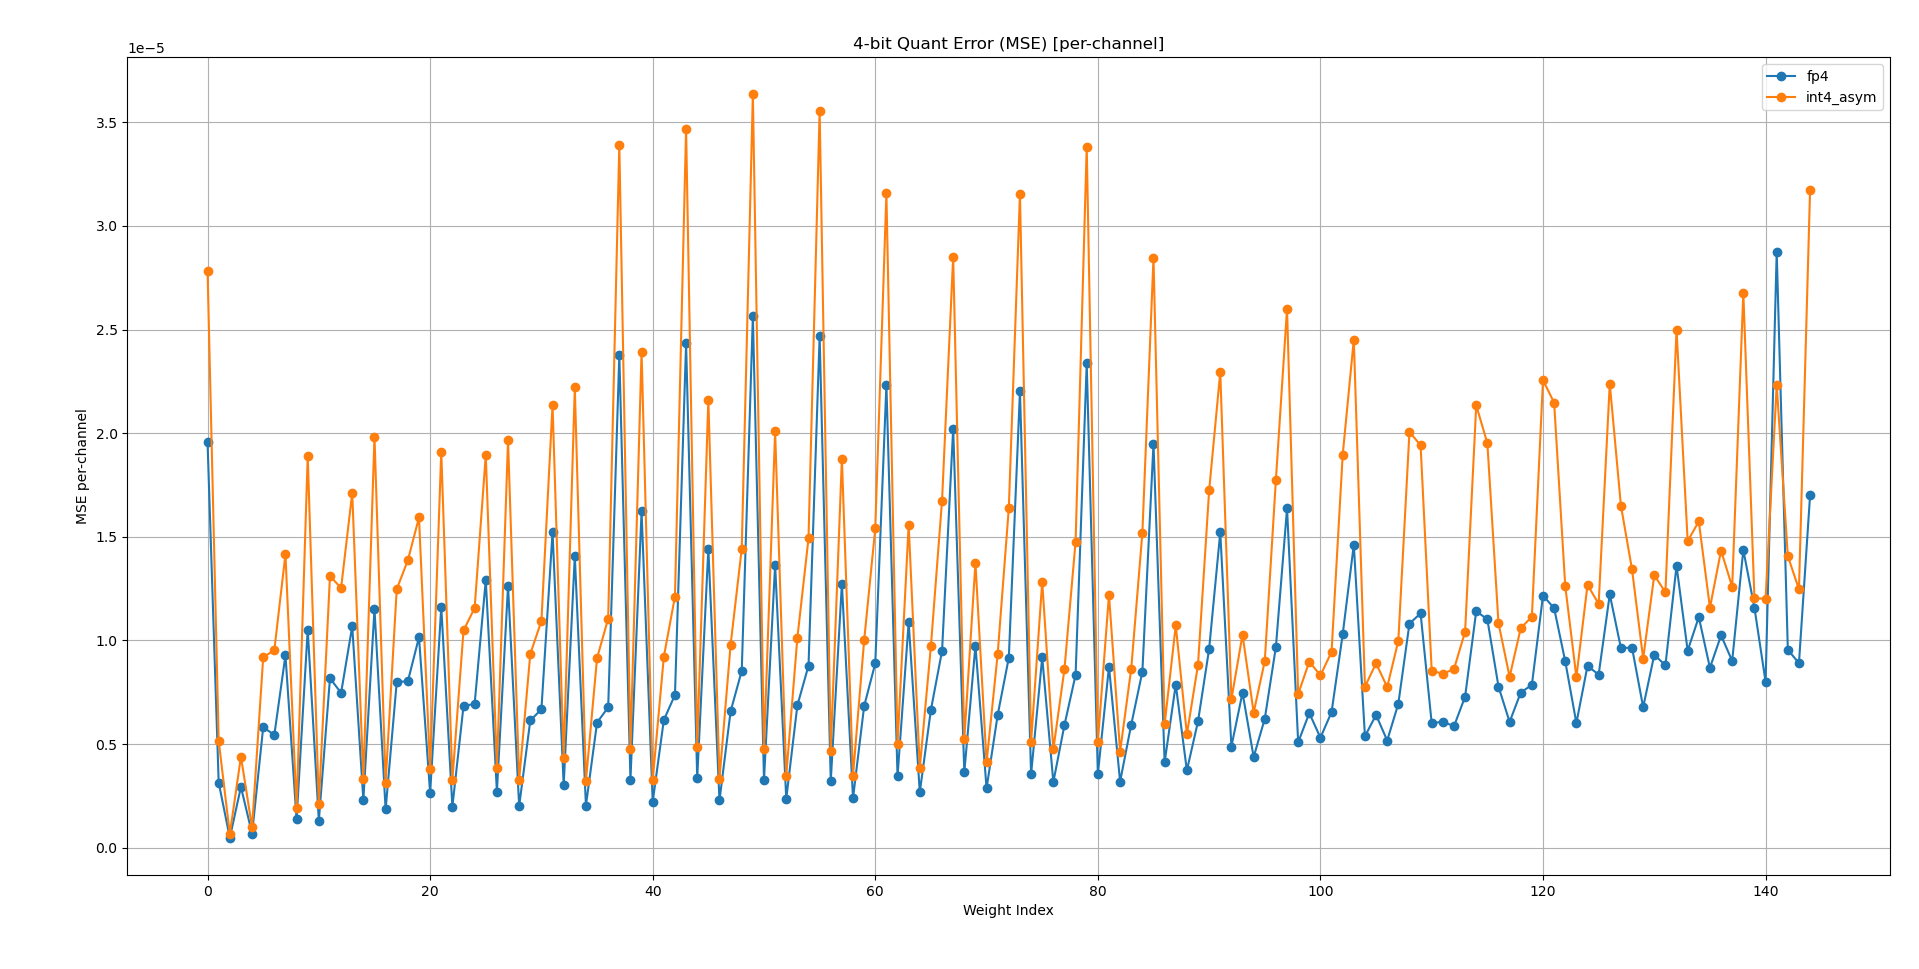 4-bit Quant Error (MSE) [per-channel]
1e−5
fp4
int4_asym
3.5
3.0
2.5
2.0
1.5
1.0
0.5
0.0
MSE per-channel
0 20 40 60 80 100 120 140
Weight Index